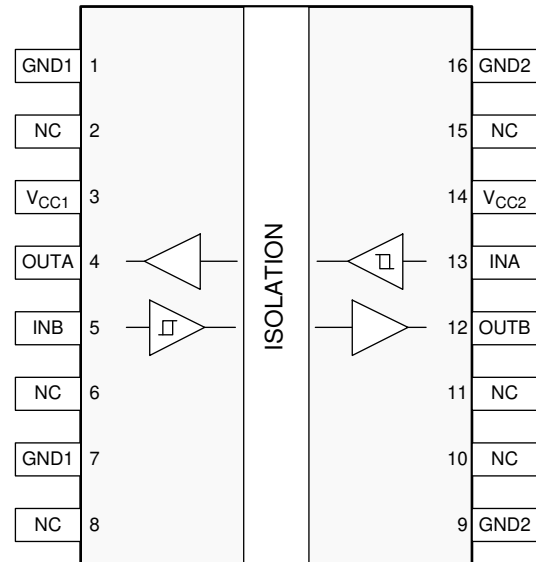 GND1 1 16 GND2
NC 2 15 NC
VCC1 3 14 VCC2
OUTA 4 13 INA
INB 5 12 OUTB
NC 6 11 NC
GND1 7 10 NC
NC 8 9 GND2
ISOLATION